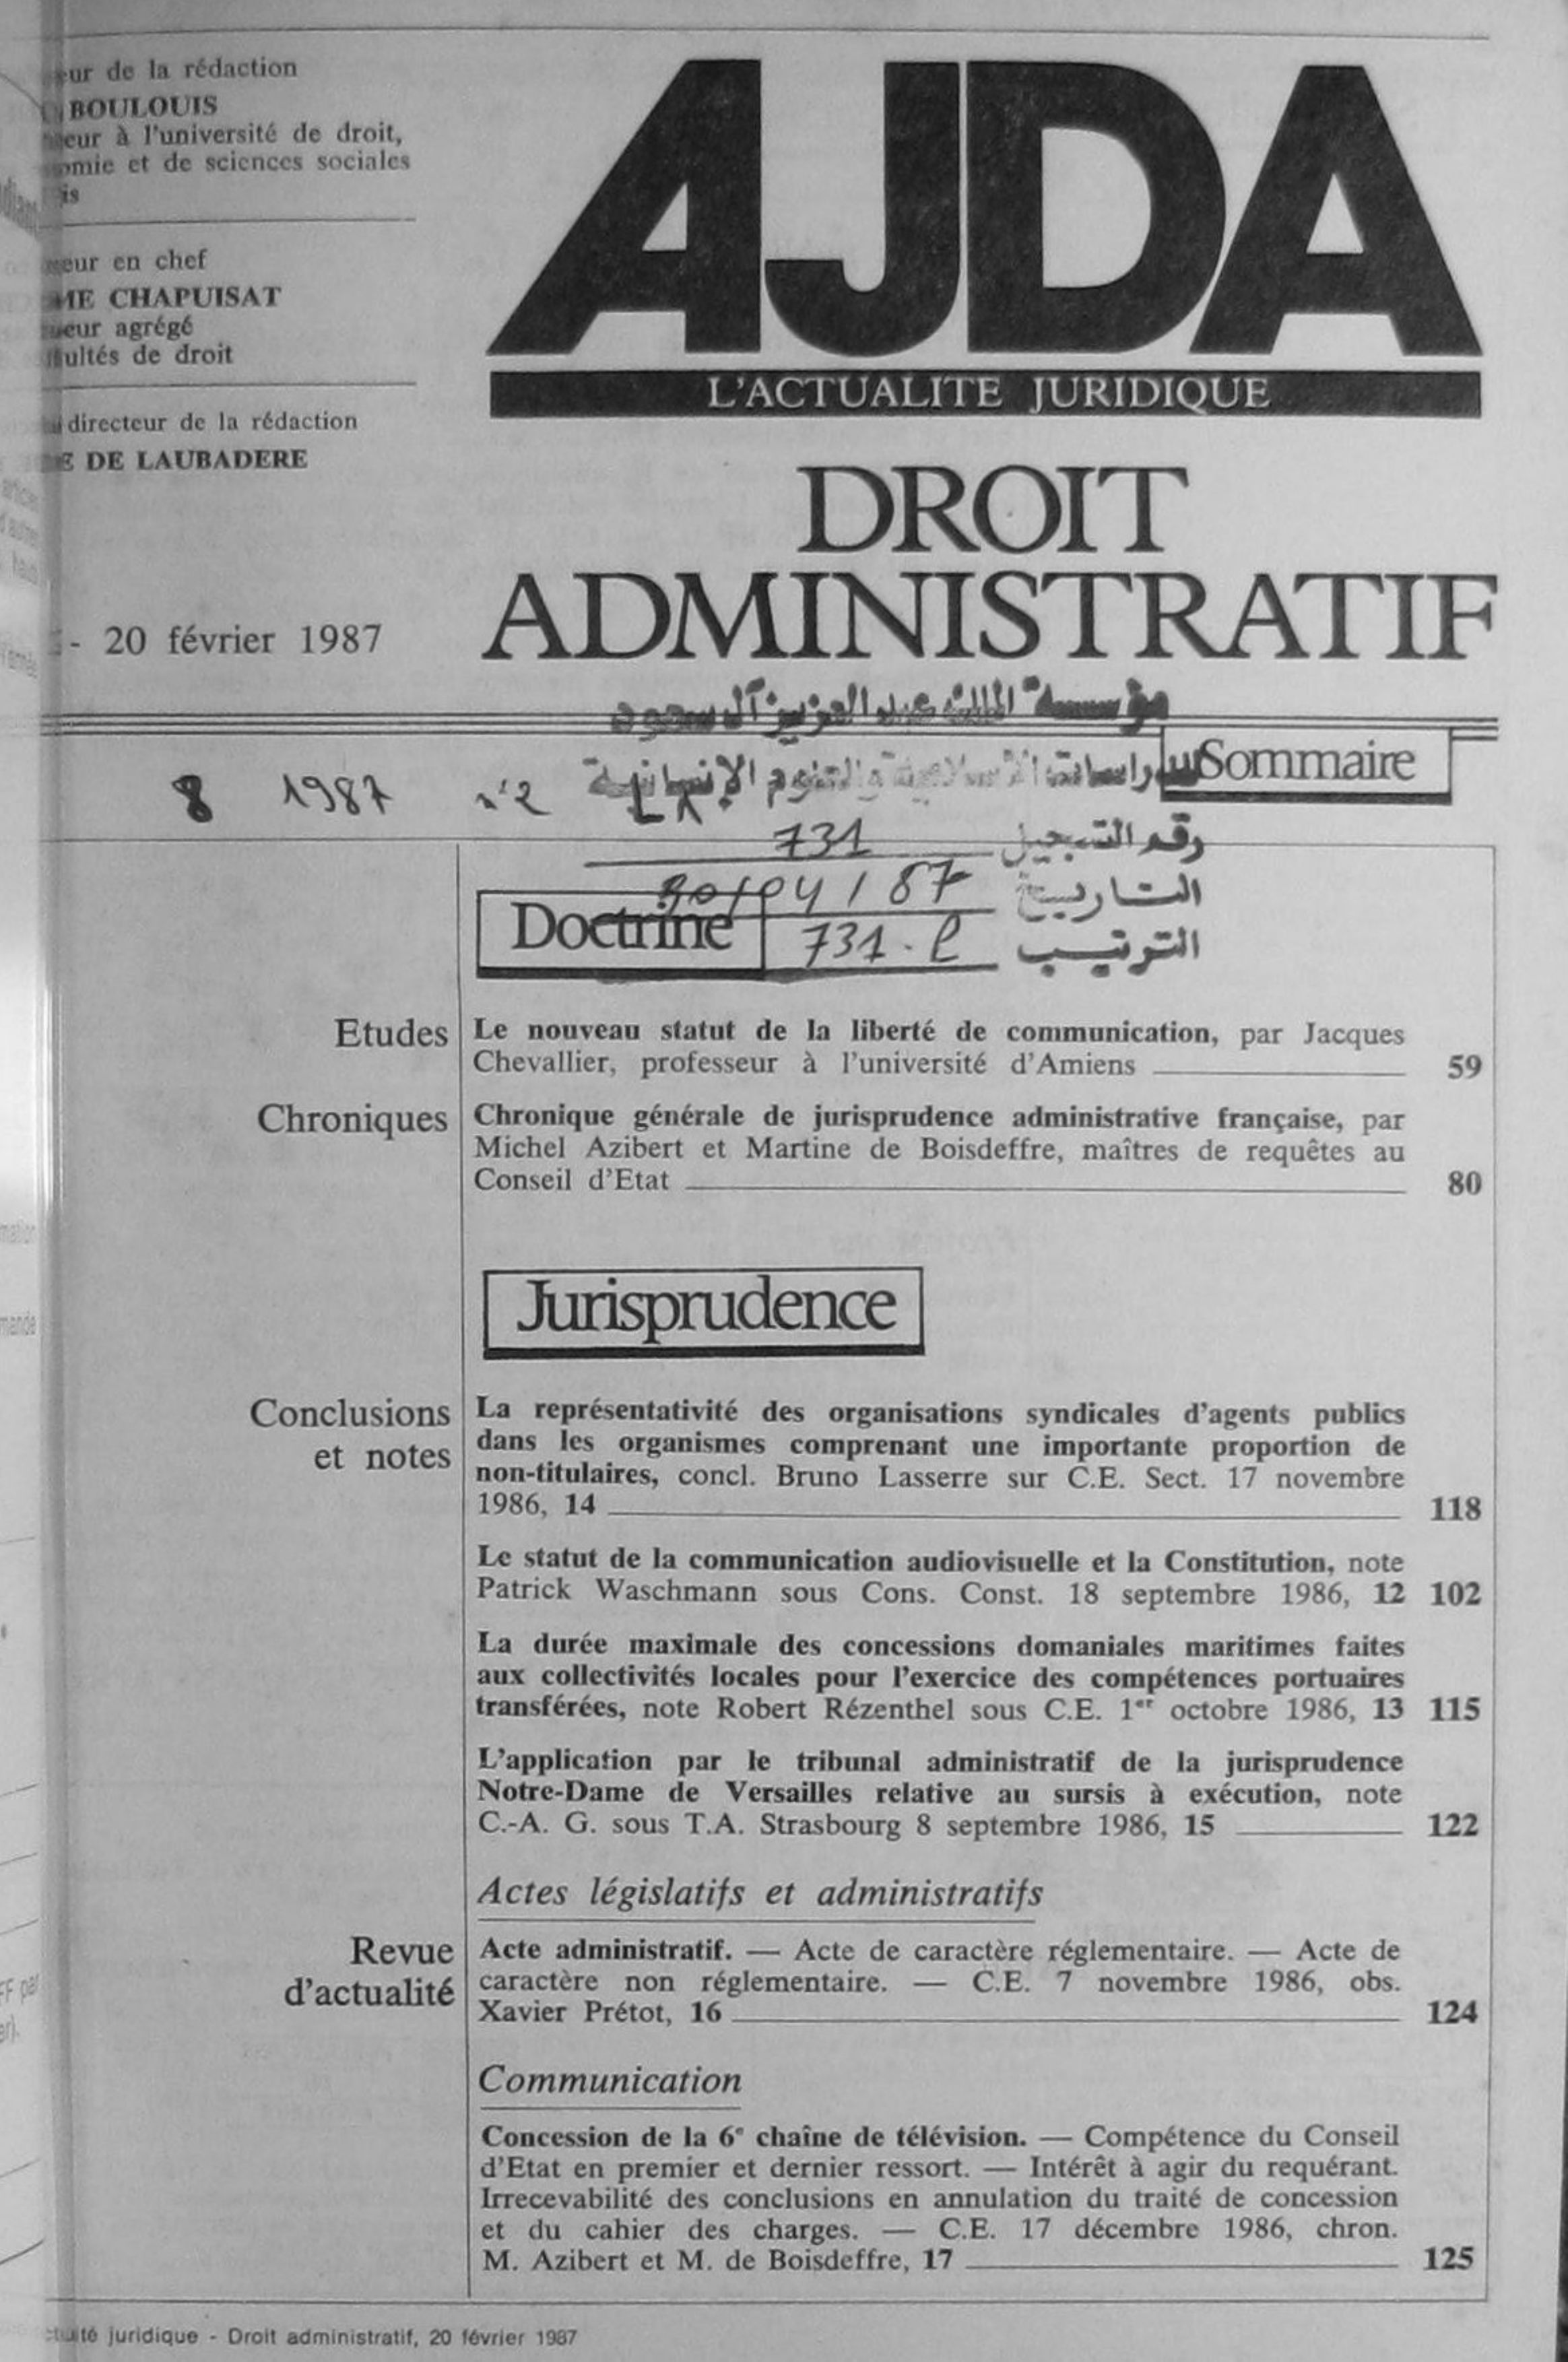 de la rédaction
BOULOUIS
à l'université de droit,
et de sciences sociales
en chef
CHAPUISAT
agrégé
de droit
directeur de la rédaction
DE LAUBADERE
- 20 février 1987
AJDA
L'ACTUALITE JURIDIQUE
DROIT
ADMINISTRATIF
مؤسسة الملك عبد العزيز آل سعود
الإنسانية
Sommaire
8 1987 n°2
731 رقم التسجيل
04/87 التاريخ
731. الترتيب
Doctrine
Etudes
Le nouveau statut de la liberté de communication, par Jacques
Chevallier, professeur à l'université d'Amiens 59
Chroniques
Chronique générale de jurisprudence administrative française, par
Michel Azibert et Martine de Boisdeffre, maîtres de requêtes au
Conseil d'Etat 80
Jurisprudence
Conclusions
et notes
La représentativité des organisations syndicales d'agents publics
dans les organismes comprenant une importante proportion de
non-titulaires, concl. Bruno Lasserre sur C.E. Sect. 17 novembre
1986, 14 118
Le statut de la communication audiovisuelle et la Constitution, note
Patrick Waschmann sous Cons. Const. 18 septembre 1986, 12 102
La durée maximale des concessions domaniales maritimes faites
aux collectivités locales pour l'exercice des compétences portuaires
transférées, note Robert Rézenthel sous C.E. 1er octobre 1986, 13 115
L'application par le tribunal administratif de la jurisprudence
Notre-Dame de Versailles relative au sursis à exécution, note
C.-A. G. sous T.A. Strasbourg 8 septembre 1986, 15 122
Actes législatifs et administratifs
Revue
d'actualité
Acte administratif. — Acte de caractère réglementaire. — Acte de
caractère non réglementaire. — C.E. 7 novembre 1986, obs.
Xavier Prétot, 16 124
Communication
Concession de la 6e chaîne de télévision. — Compétence du Conseil
d'Etat en premier et dernier ressort. — Intérêt à agir du requérant.
Irrecevabilité des conclusions en annulation du traité de concession
et du cahier des charges. — C.E. 17 décembre 1986, chron.
M. Azibert et M. de Boisdeffre, 17 125
juridique - Droit administratif, 20 février 1987